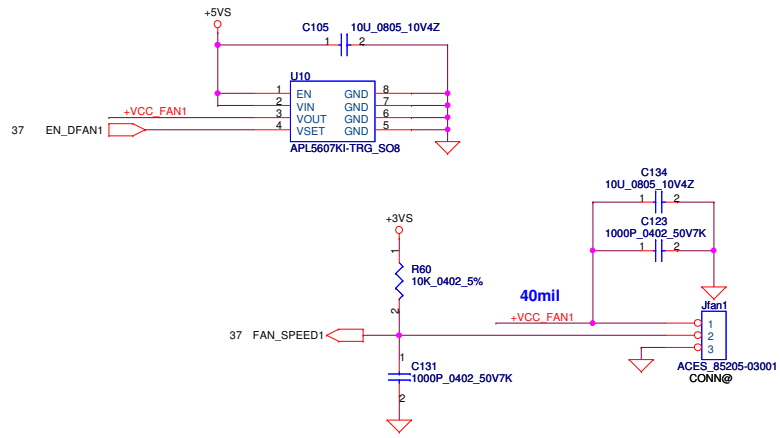 +5VS
C105 10U_0805_10V4Z
1 2
U10
1 EN GND 8
2 VIN GND 7
+VCC_FAN1 3 VOUT GND 6
37 EN_DFAN1 4 VSET GND 5
APL5607KI-TRG_SO8
C134
10U_0805_10V4Z
1 2
C123
1000P_0402_50V7K
1 2
+3VS
1
R60
10K_0402_5%
2
40mil
+VCC_FAN1
Jfan1
1
2
3
37 FAN_SPEED1
ACES_85205-03001
CONN@
1
C131
1000P_0402_50V7K
2